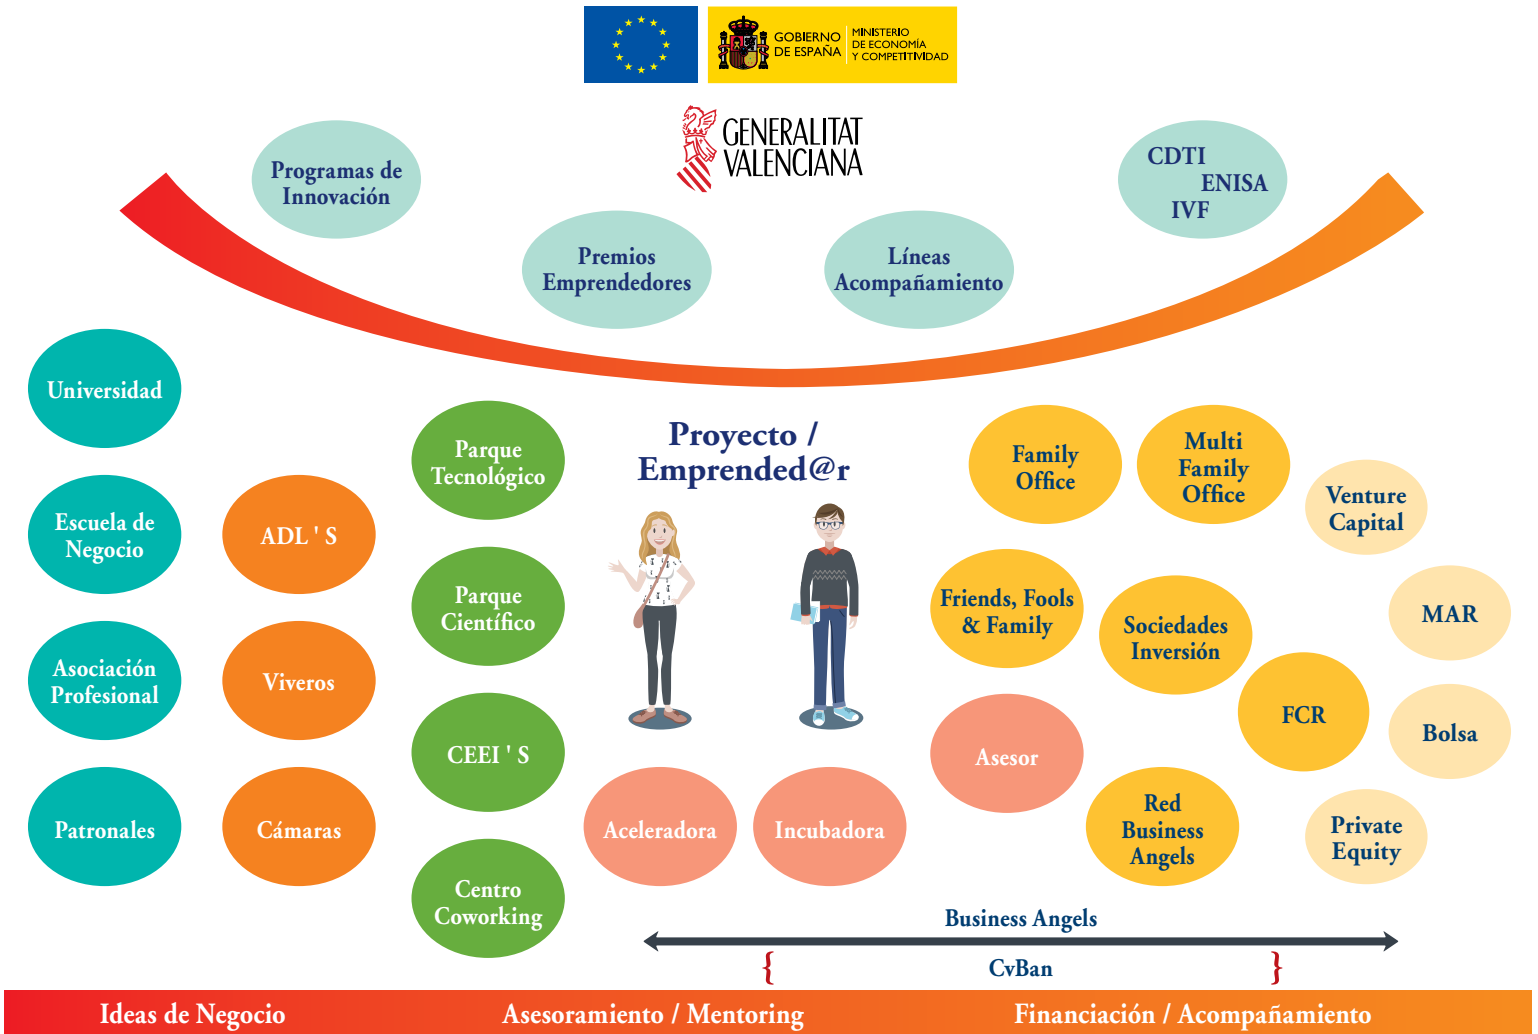 GOBIERNO
DE ESPAÑA
MINISTERIO
DE ECONOMÍA
Y COMPETITIVIDAD
GENERALITAT
VALENCIANA
Programas de
Innovación
Premios
Emprendedores
Líneas
Acompañamiento
CDTI
ENISA
IVF
Universidad
Escuela de
Negocio
Asociación
Profesional
Patronales
ADL ' S
Viveros
Cámaras
Parque
Tecnológico
Parque
Científico
CEEI ' S
Centro
Coworking
Proyecto /
Emprended@r
Aceleradora
Incubadora
Asesor
Family
Office
Multi
Family
Office
Friends, Fools
& Family
Sociedades
Inversión
FCR
Red
Business
Angels
Venture
Capital
MAR
Bolsa
Private
Equity
Business Angels
{ CvBan }
Ideas de Negocio
Asesoramiento / Mentoring
Financiación / Acompañamiento